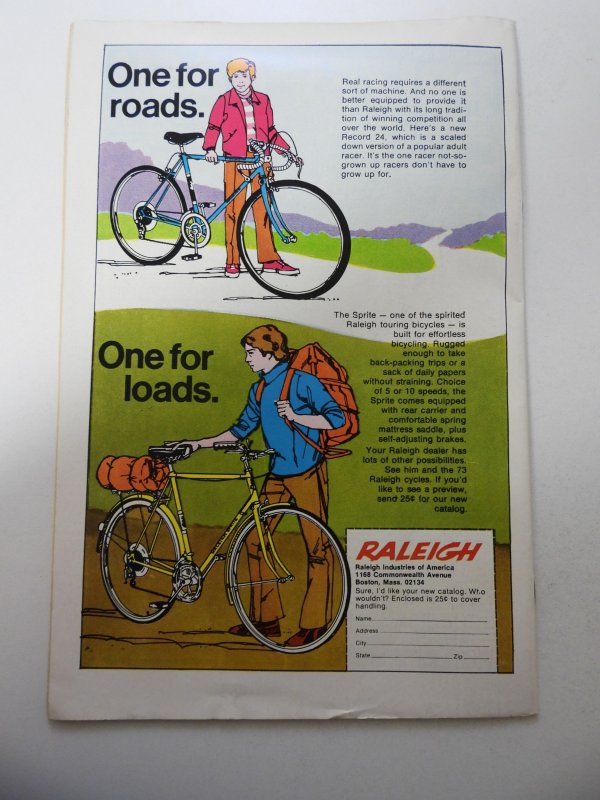 One for
roads.
Real racing requires a different
sort of machine. And no one is
better equipped to provide it
than Raleigh with its long tradi-
tion of winning competition all
over the world. Here's a new
Record 24, which is a scaled
down version of a popular adult
racer. It's the one racer not-so-
grown up racers don't have to
grow up for.
The Sprite — one of the spirited
Raleigh touring bicycles — is
built for effortless
bicycling. Rugged
enough to take
back-packing trips or a
sack of daily papers
without straining. Choice
of 5 or 10 speeds, the
Sprite comes equipped
with rear carrier and
comfortable spring
mattress saddle, plus
self-adjusting brakes.
Your Raleigh dealer has
lots of other possibilities.
See him and the 73
Raleigh cycles. If you'd
like to see a preview,
send 25¢ for our new
catalog.
One for
loads.
RALEIGH
Raleigh Industries of America
1168 Commonwealth Avenue
Boston, Mass. 02134
Sure, I'd like your new catalog. Who
wouldn't? Enclosed is 25¢ to cover
handling.
Name
Address
City
State Zip